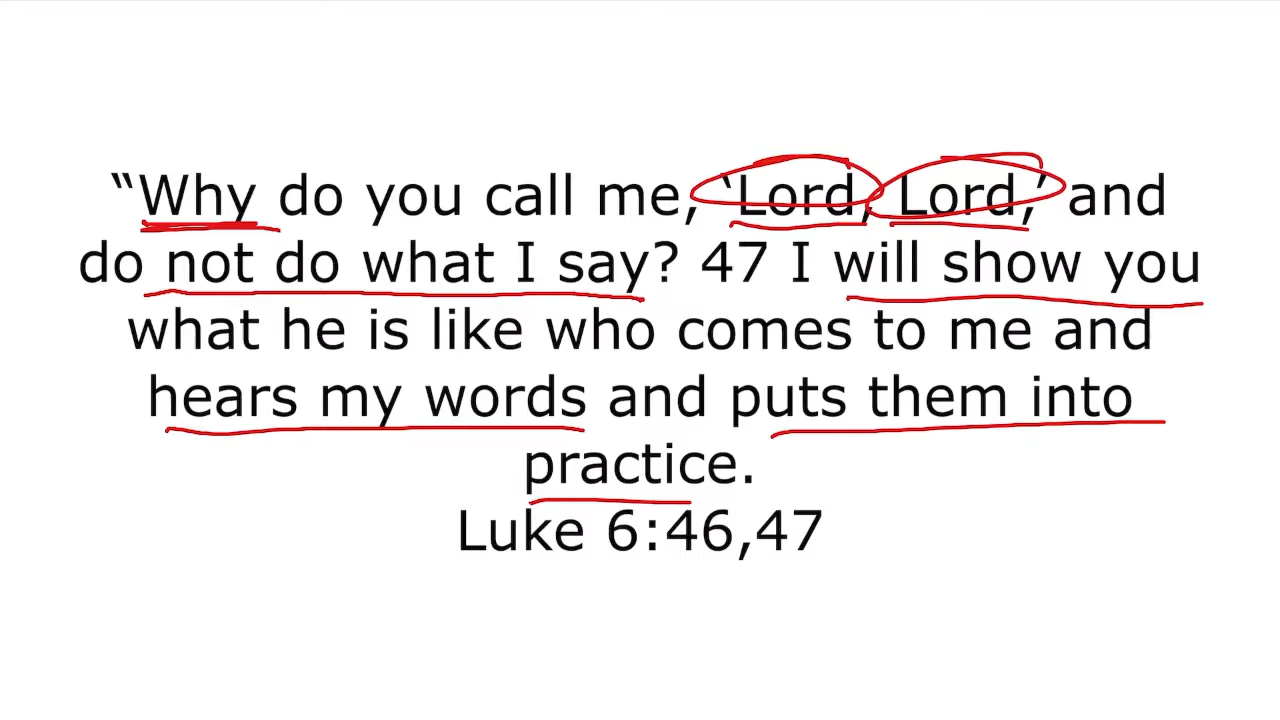 “Why do you call me, ‘Lord, Lord,’ and
do not do what I say? 47 I will show you
what he is like who comes to me and
hears my words and puts them into
practice.
Luke 6:46,47